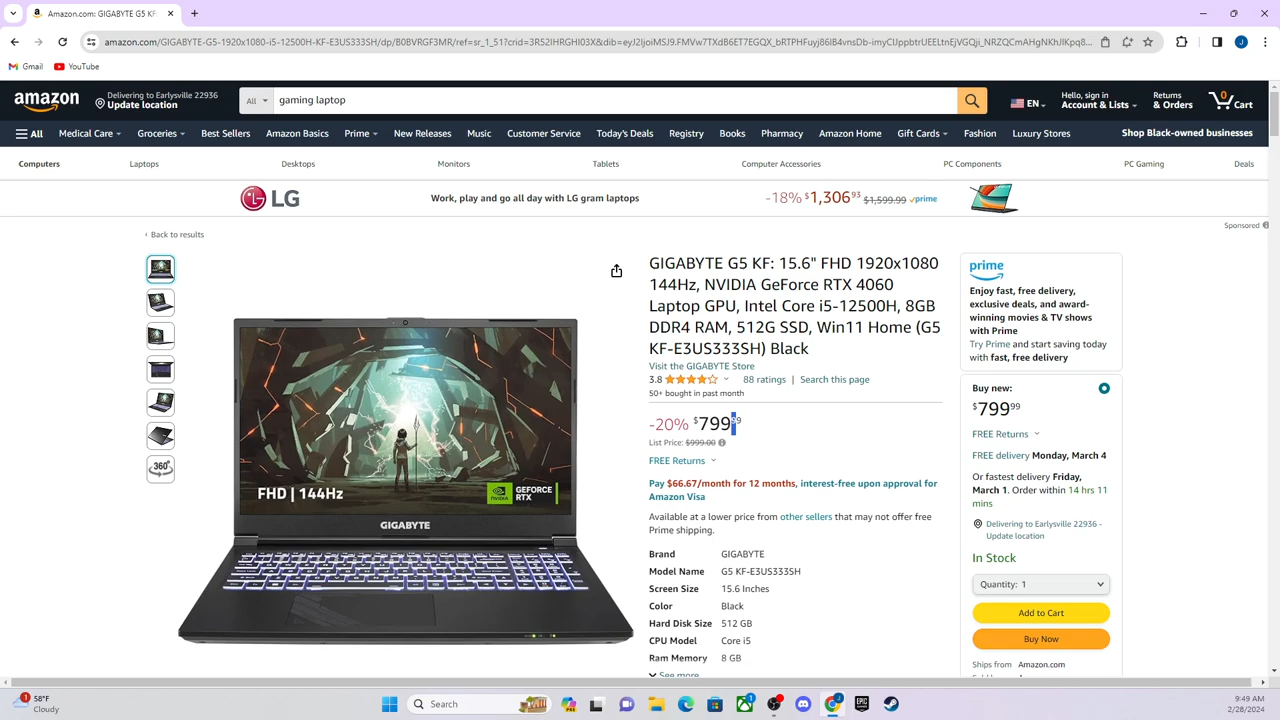 Amazon.com: GIGABYTE G5 KF:
amazon.com/GIGABYTE-G5-1920x1080-i5-12500H-KF-E3US333SH/dp/B0BVRGF3MR/ref=sr_1_51?crid=
Gmail YouTube
amazon
Delivering to Earlysville 22936
Update location
All gaming laptop
EN
Hello, sign in
Account & Lists
Returns
& Orders
0
Cart
All Medical Care Groceries Best Sellers Amazon Basics Prime New Releases Music Customer Service Today's Deals Registry Books Pharmacy Amazon Home Gift Cards Fashion Luxury Stores Shop Black-owned businesses
Computers Laptops Desktops Monitors Tablets Computer Accessories PC Components PC Gaming Deals
LG Work, play and go all day with LG gram laptops -18% $1,306.93 $1,599.99 prime
Sponsored
‹ Back to results
GIGABYTE G5 KF: 15.6" FHD 1920x1080
144Hz, NVIDIA GeForce RTX 4060
Laptop GPU, Intel Core i5-12500H, 8GB
DDR4 RAM, 512G SSD, Win11 Home (G5
KF-E3US333SH) Black
Visit the GIGABYTE Store
3.8 88 ratings | Search this page
50+ bought in past month
-20% $799 99
List Price: $999.00
FREE Returns
Pay $66.67/month for 12 months, interest-free upon approval for
Amazon Visa
Available at a lower price from other sellers that may not offer free
Prime shipping.
Brand GIGABYTE
Model Name G5 KF-E3US333SH
Screen Size 15.6 Inches
Color Black
Hard Disk Size 512 GB
CPU Model Core i5
Ram Memory 8 GB
See more
FHD | 144Hz
NVIDIA
GEFORCE
RTX
GIGABYTE
360°
prime
Enjoy fast, free delivery,
exclusive deals, and award-
winning movies & TV shows
with Prime
Try Prime and start saving today
with fast, free delivery
Buy new:
$799 99
FREE Returns
FREE delivery Monday, March 4
Or fastest delivery Friday,
March 1. Order within 14 hrs 11
mins
Delivering to Earlysville 22936 -
Update location
In Stock
Quantity: 1
Add to Cart
Buy Now
Ships from Amazon.com
1
58°F
Cloudy
Search
1
9:49 AM
2/28/2024